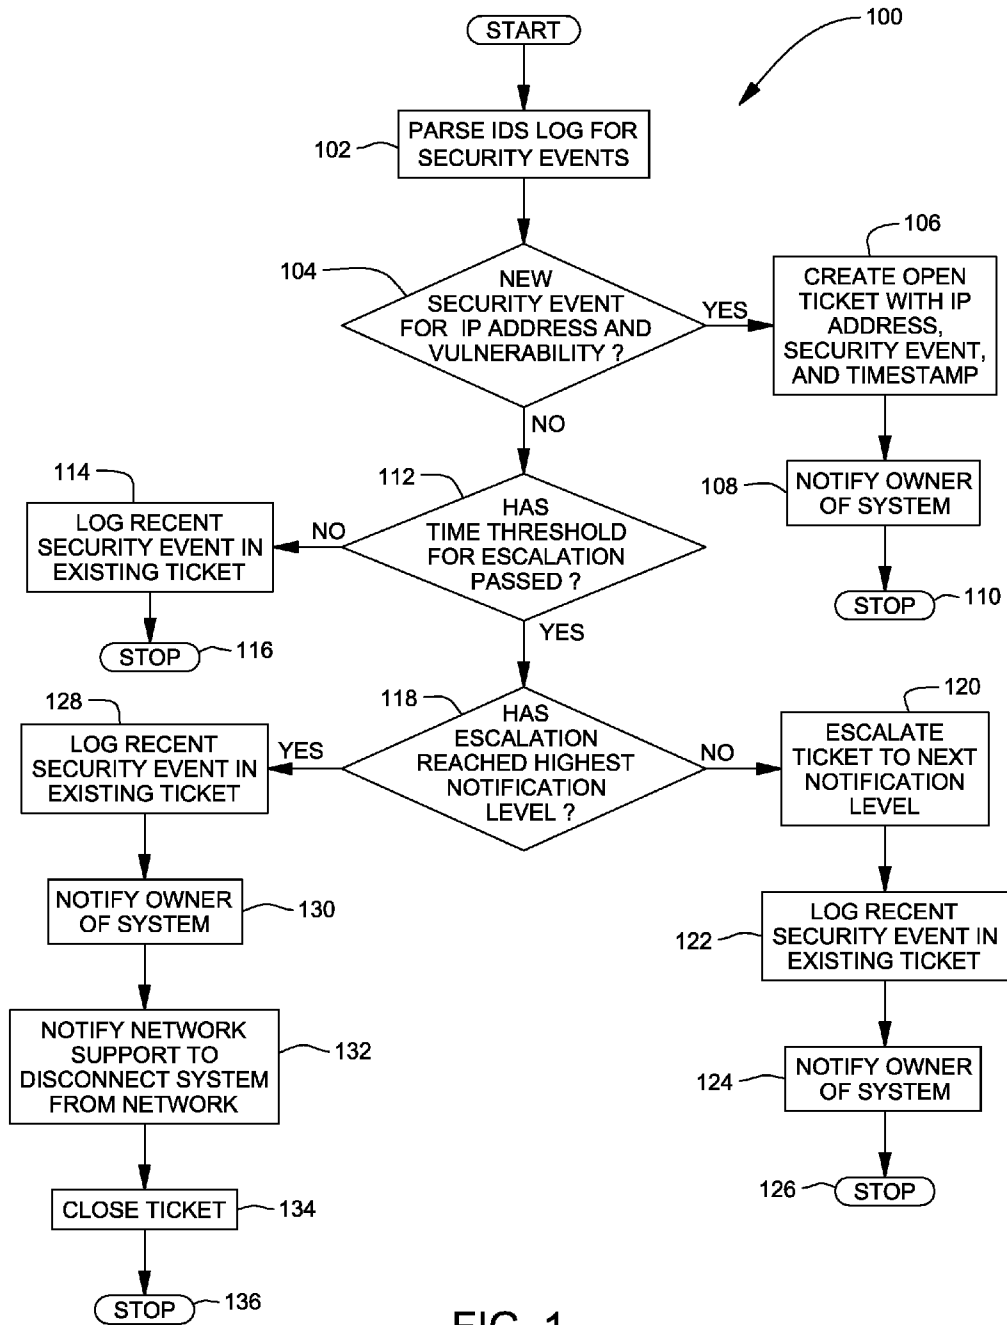 START
100
102
PARSE IDS LOG FOR
SECURITY EVENTS
104
NEW
SECURITY EVENT
FOR IP ADDRESS AND
VULNERABILITY ?
YES
NO
106
CREATE OPEN
TICKET WITH IP
ADDRESS,
SECURITY EVENT,
AND TIMESTAMP
108
NOTIFY OWNER
OF SYSTEM
STOP
110
112
HAS
TIME THRESHOLD
FOR ESCALATION
PASSED ?
NO
YES
114
LOG RECENT
SECURITY EVENT IN
EXISTING TICKET
STOP
116
118
HAS
ESCALATION
REACHED HIGHEST
NOTIFICATION
LEVEL ?
YES
NO
120
ESCALATE
TICKET TO NEXT
NOTIFICATION
LEVEL
122
LOG RECENT
SECURITY EVENT IN
EXISTING TICKET
124
NOTIFY OWNER
OF SYSTEM
126
STOP
128
LOG RECENT
SECURITY EVENT IN
EXISTING TICKET
NOTIFY OWNER
OF SYSTEM
130
NOTIFY NETWORK
SUPPORT TO
DISCONNECT SYSTEM
FROM NETWORK
132
CLOSE TICKET
134
STOP
136
FIG. 1